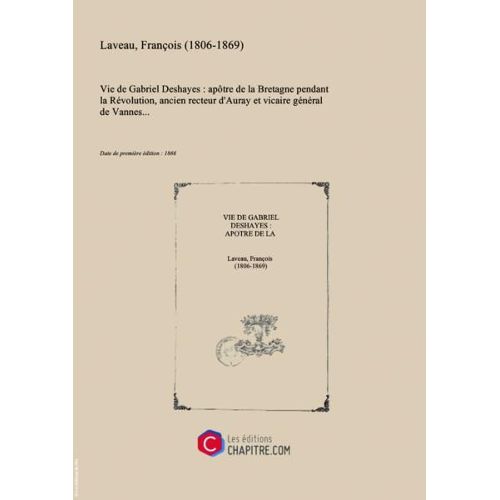 Laveau, François (1806-1869)
Vie de Gabriel Deshayes : apôtre de la Bretagne pendant
la Révolution, ancien recteur d'Auray et vicaire général
de Vannes...
Date de première édition : 1866
VIE DE GABRIEL
DESHAYES :
APOTRE DE LA
Laveau, François
(1806-1869)
C
Les éditions
CHAPITRE.COM